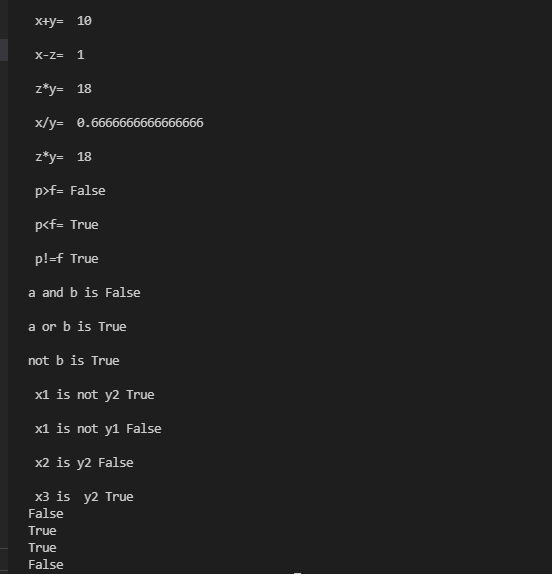 x+y=  10
x-z=  1
z*y=  18
x/y=  0.6666666666666666
z*y=  18
p>f= False
p<f= True
p!=f True
a and b is False
a or b is True
not b is True
x1 is not y2 True
x1 is not y1 False
x2 is y2 False
x3 is  y2 True
False
True
True
False